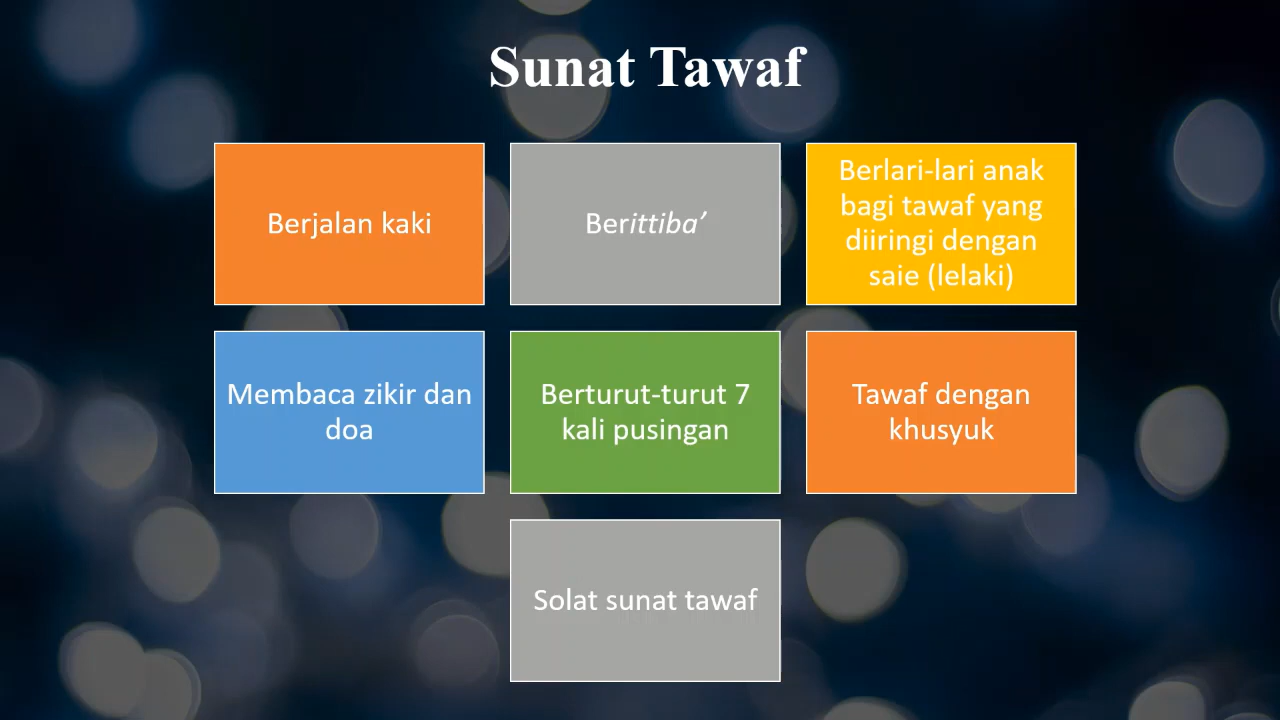 Sunat Tawaf
Berjalan kaki
Berittiba’
Berlari-lari anak
bagi tawaf yang
diiringi dengan
saie (lelaki)
Membaca zikir dan
doa
Berturut-turut 7
kali pusingan
Tawaf dengan
khusyuk
Solat sunat tawaf